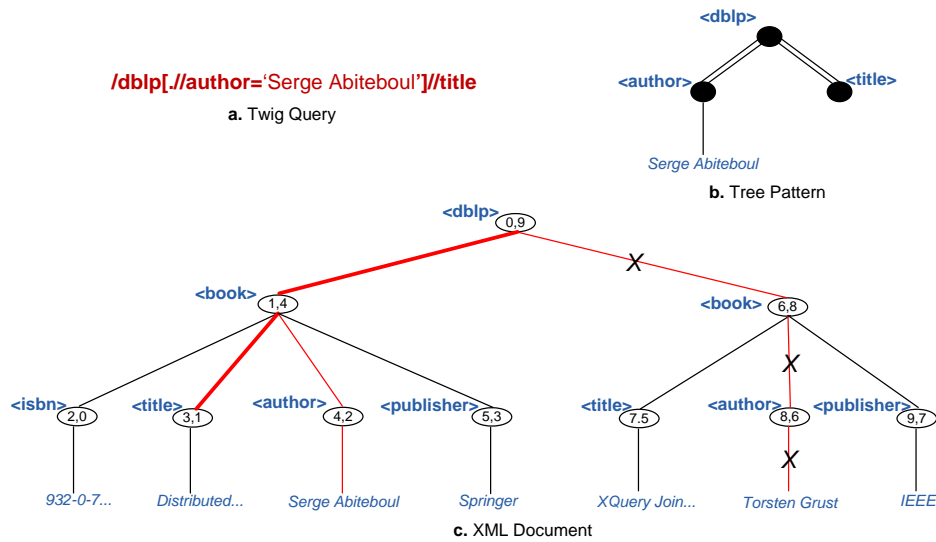 <dblp>
/dblp[.//author=‘Serge Abiteboul’]//title
<author>
<title>
a. Twig Query
Serge Abiteboul
b. Tree Pattern
<dblp>
0,9
X
<book>
1,4
<book>
6,8
X
<isbn>
2,0
<title>
3,1
<author>
4,2
<publisher>
5,3
<title>
7.5
<author>
8,6
<publisher>
9,7
X
932-0-7...
Distributed...
Serge Abiteboul
Springer
XQuery Join...
Torsten Grust
IEEE
c. XML Document